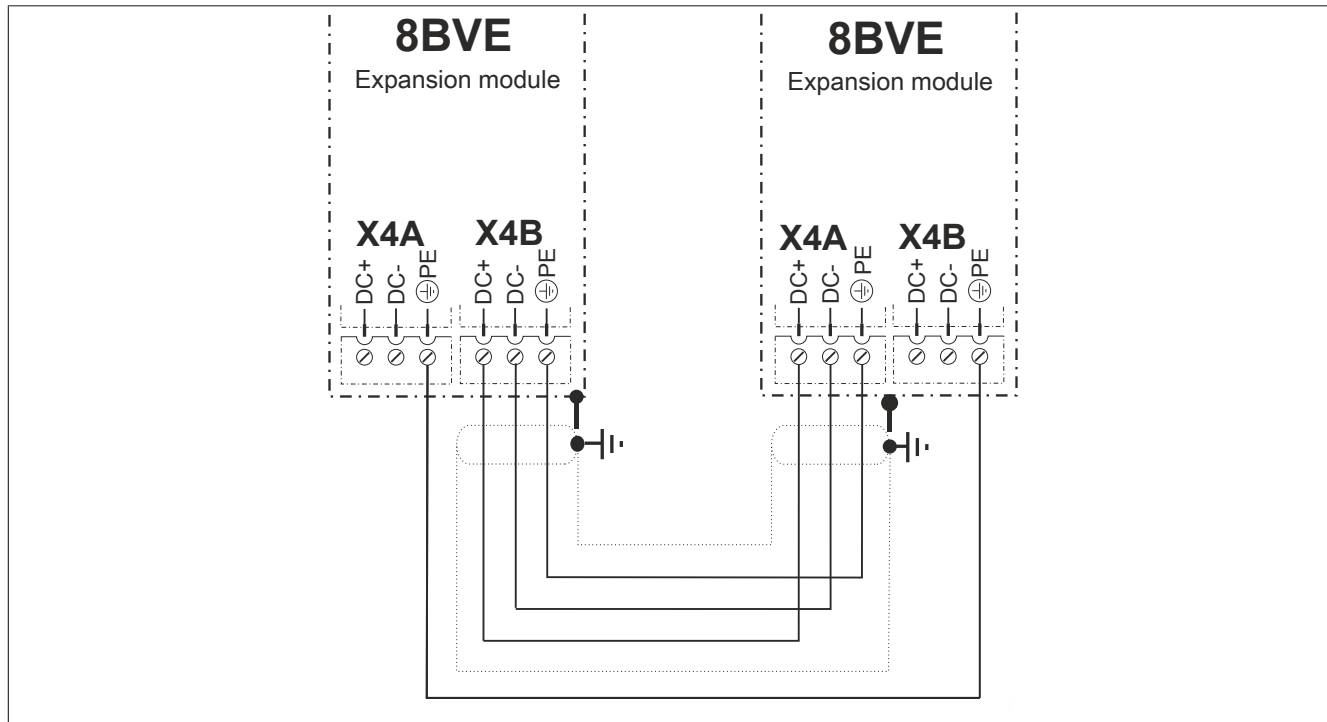 8BVE
Expansion module
X4A
DC+
DC-
PE
X4B
DC+
DC-
PE
8BVE
Expansion module
X4A
DC+
DC-
PE
X4B
DC+
DC-
PE